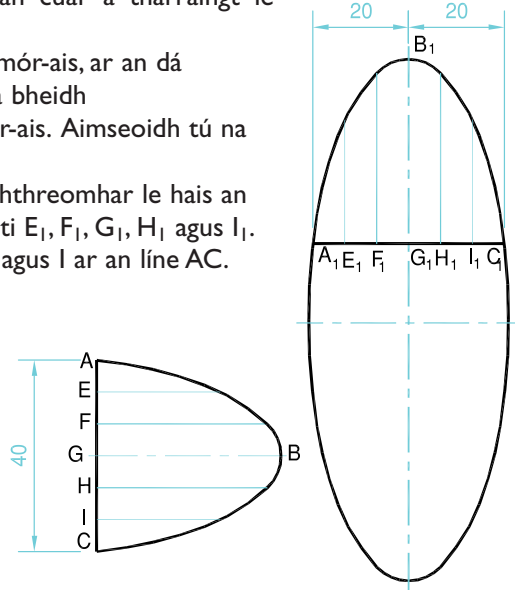 an cuar a tharraingt le
mór-ais, ar an dá
bheidh
r-ais. Aimseoidh tú na
hthreomhar le hais an
ti E₁, F₁, G₁, H₁ agus I₁.
agus I ar an líne AC.
20 20
B₁
A₁ E₁ F₁ G₁ H₁ I₁ C₁
A
E
F
G B
H
I
C
40